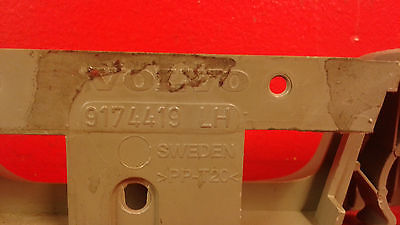 VOLVO
9174419 LH
SWEDEN
>PP-T20<